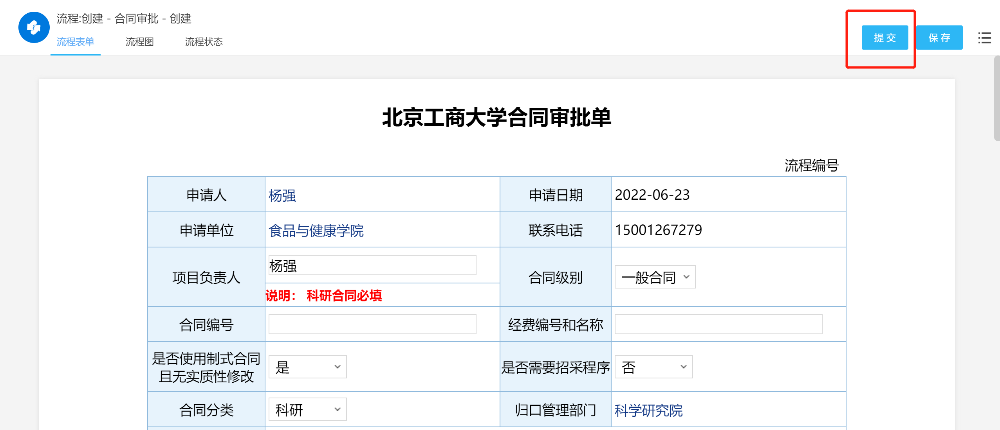 流程:创建 - 合同审批 - 创建
流程表单 流程图 流程状态
提交 保存
北京工商大学合同审批单
流程编号
申请人 杨强 申请日期 2022-06-23
申请单位 食品与健康学院 联系电话 15001267279
项目负责人 杨强 合同级别 一般合同
说明： 科研合同必填
合同编号 经费编号和名称
是否使用制式合同
且无实质性修改 是 是否需要招采程序 否
合同分类 科研 归口管理部门 科学研究院